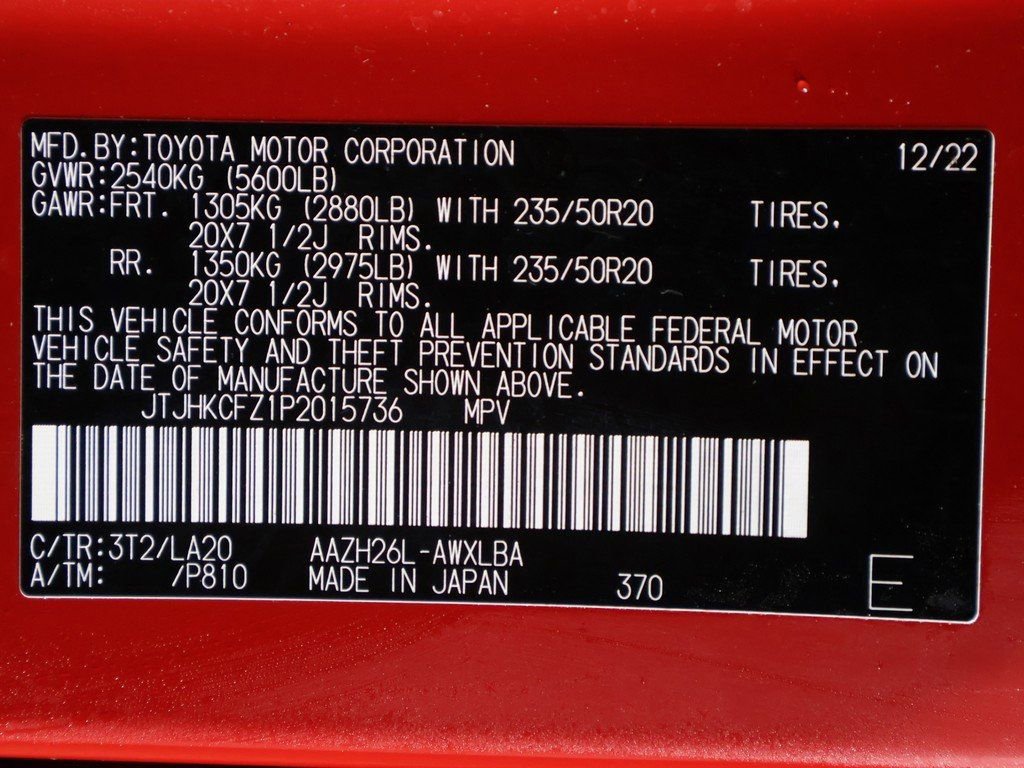 MFD.BY:TOYOTA MOTOR CORPORATION 12/22
GVWR:2540KG (5600LB)
GAWR:FRT. 1305KG (2880LB) WITH 235/50R20 TIRES,
20X7 1/2J RIMS.
RR. 1350KG (2975LB) WITH 235/50R20 TIRES,
20X7 1/2J RIMS.
THIS VEHICLE CONFORMS TO ALL APPLICABLE FEDERAL MOTOR
VEHICLE SAFETY AND THEFT PREVENTION STANDARDS IN EFFECT ON
THE DATE OF MANUFACTURE SHOWN ABOVE.
JTJHKCFZ1P2015736 MPV
C/TR:3T2/LA20 AAZH26L-AWXLBA
A/TM: /P810 MADE IN JAPAN 370 E